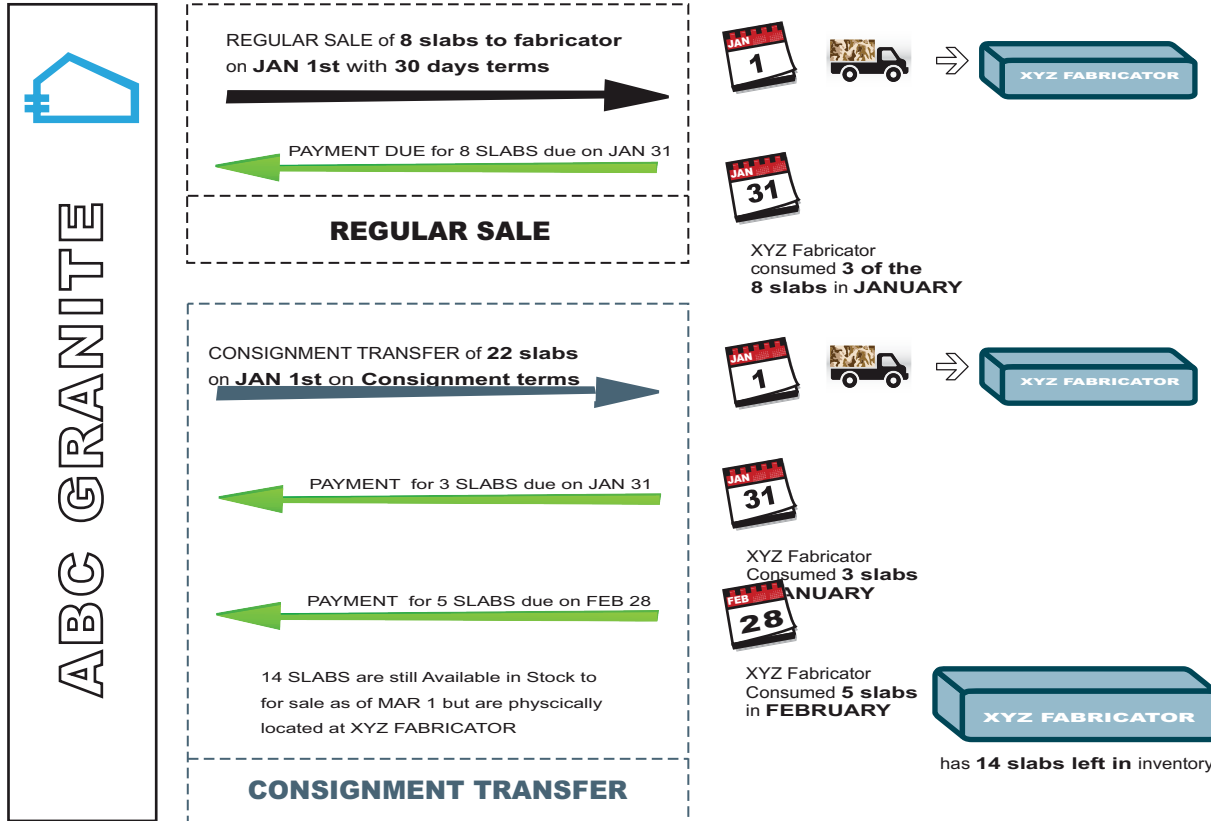 ABC GRANITE
REGULAR SALE of 8 slabs to fabricator
on JAN 1st with 30 days terms
PAYMENT DUE for 8 SLABS due on JAN 31
REGULAR SALE
JAN
1
XYZ FABRICATOR
JAN
31
XYZ Fabricator
consumed 3 of the
8 slabs in JANUARY
CONSIGNMENT TRANSFER of 22 slabs
on JAN 1st on Consignment terms
PAYMENT for 3 SLABS due on JAN 31
PAYMENT for 5 SLABS due on FEB 28
14 SLABS are still Available in Stock to
for sale as of MAR 1 but are physcically
located at XYZ FABRICATOR
CONSIGNMENT TRANSFER
JAN
1
XYZ FABRICATOR
JAN
31
XYZ Fabricator
Consumed 3 slabs
ANUARY
FEB
28
XYZ Fabricator
Consumed 5 slabs
in FEBRUARY
XYZ FABRICATOR
has 14 slabs left in inventory